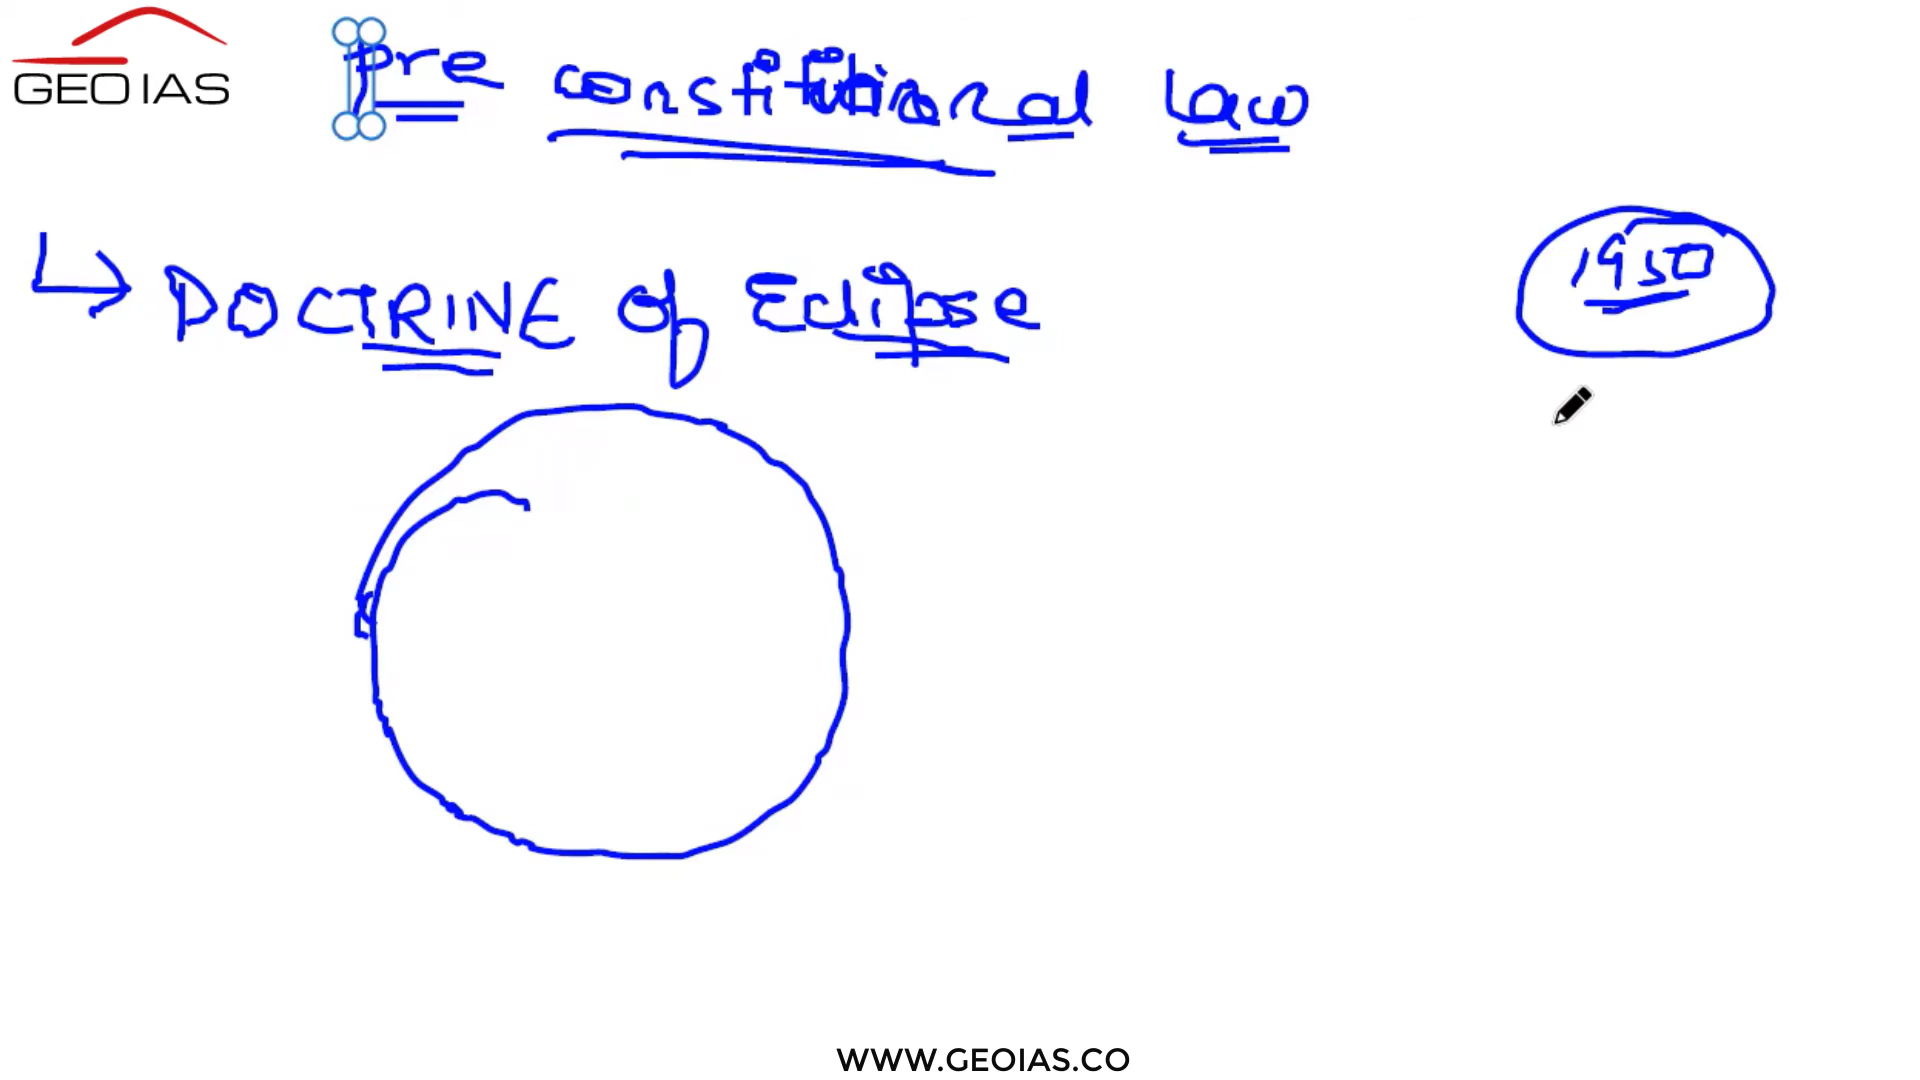 GEO IAS
Pre constitutional Law
DOCTRINE of Eclipse
1950
WWW.GEOIAS.CO